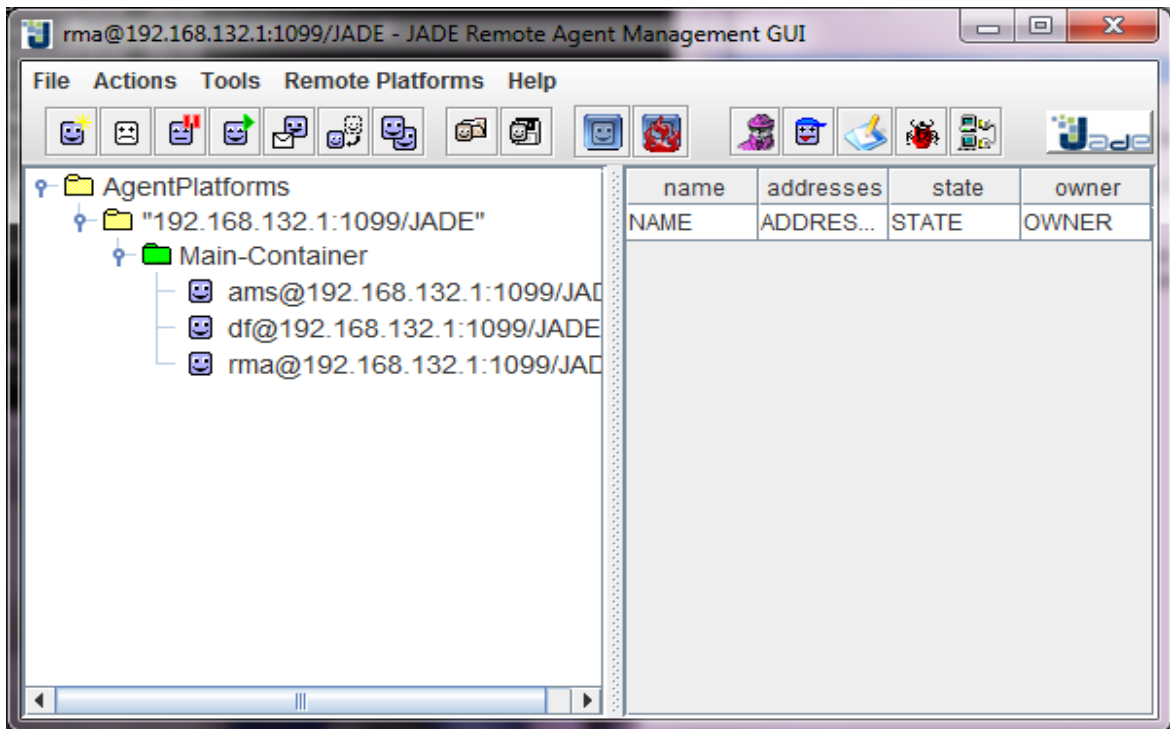 rma@192.168.132.1:1099/JADE - JADE Remote Agent Management GUI
File Actions Tools Remote Platforms Help
Jade
AgentPlatforms
"192.168.132.1:1099/JADE"
Main-Container
ams@192.168.132.1:1099/JAD
df@192.168.132.1:1099/JADE
rma@192.168.132.1:1099/JAD
name addresses state owner
NAME ADDRES... STATE OWNER